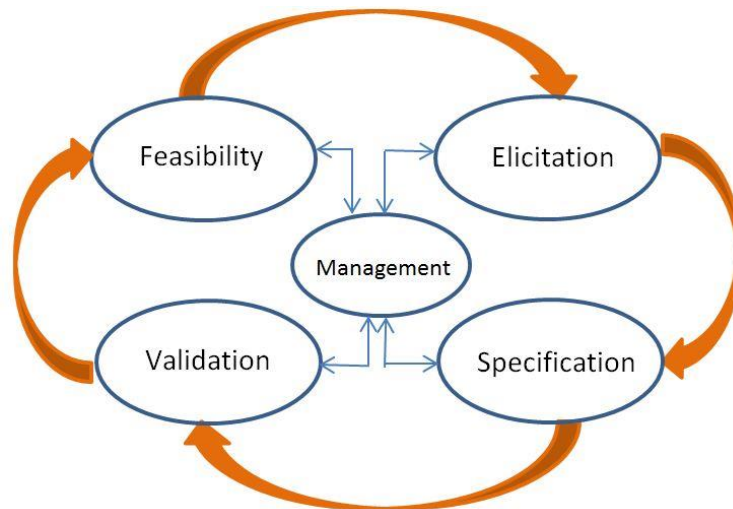 Feasibility
Elicitation
Management
Validation
Specification